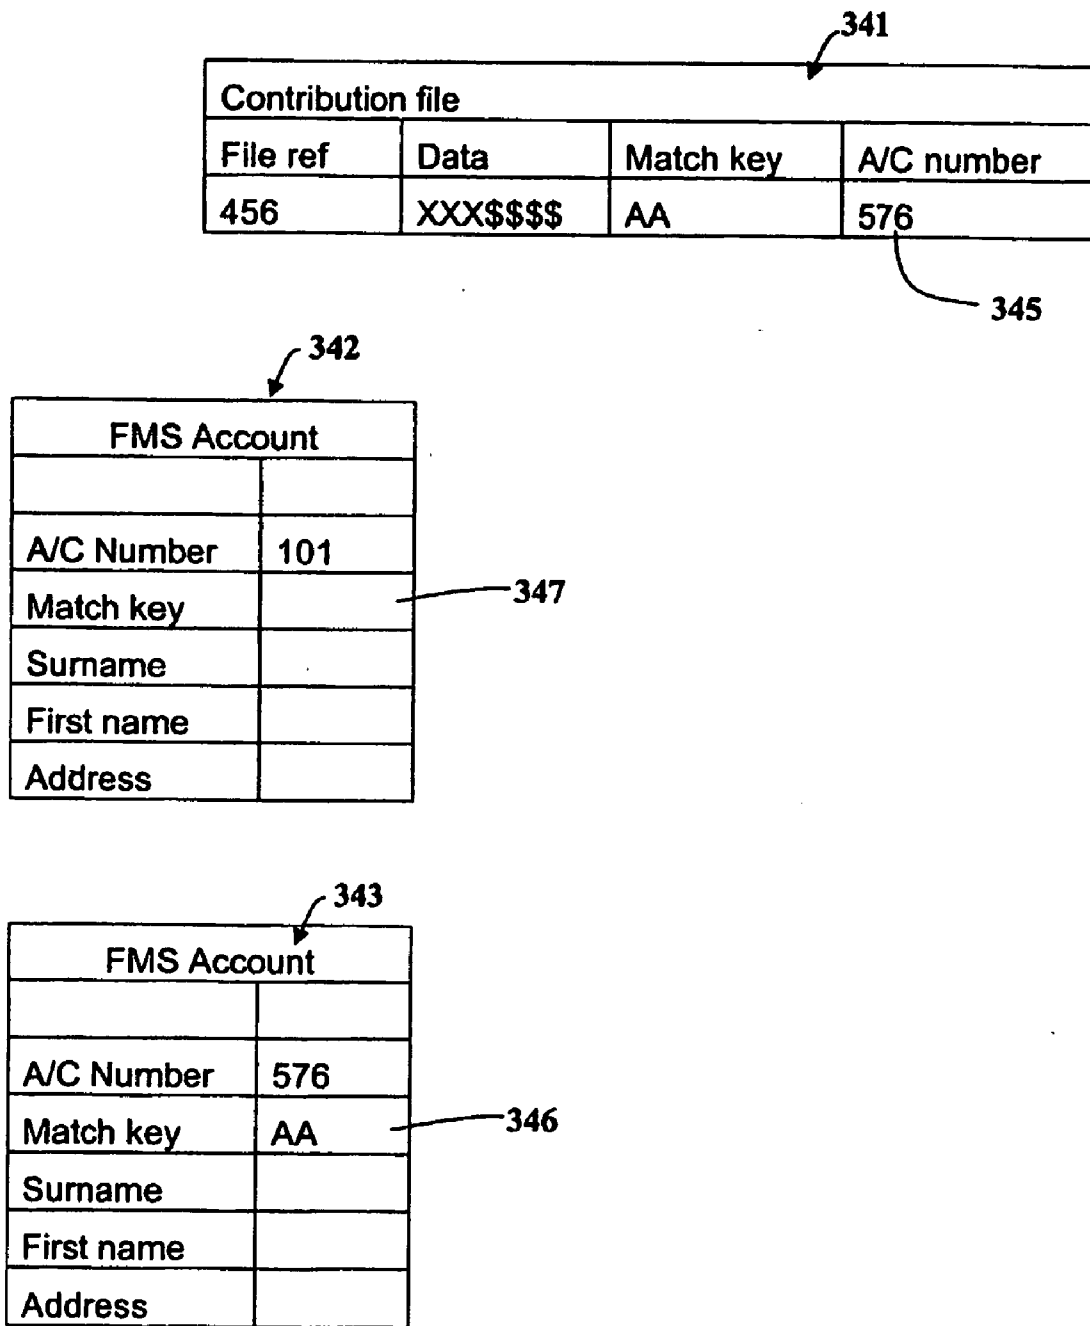 341
Contribution file
File ref Data Match key A/C number
456 XXX$$$$ AA 576
345
342
FMS Account
A/C Number 101
Match key
347
Surname
First name
Address
343
FMS Account
A/C Number 576
Match key AA
346
Surname
First name
Address